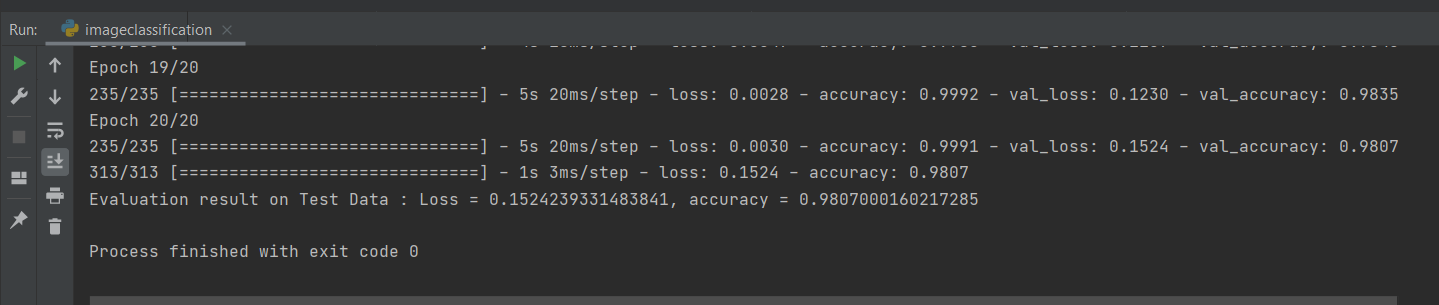 Run: imageclassification
Epoch 19/20
235/235 [==============================] - 5s 20ms/step - loss: 0.0028 - accuracy: 0.9992 - val_loss: 0.1230 - val_accuracy: 0.9835
Epoch 20/20
235/235 [==============================] - 5s 20ms/step - loss: 0.0030 - accuracy: 0.9991 - val_loss: 0.1524 - val_accuracy: 0.9807
313/313 [==============================] - 1s 3ms/step - loss: 0.1524 - accuracy: 0.9807
Evaluation result on Test Data : Loss = 0.1524239331483841, accuracy = 0.9807000160217285
Process finished with exit code 0